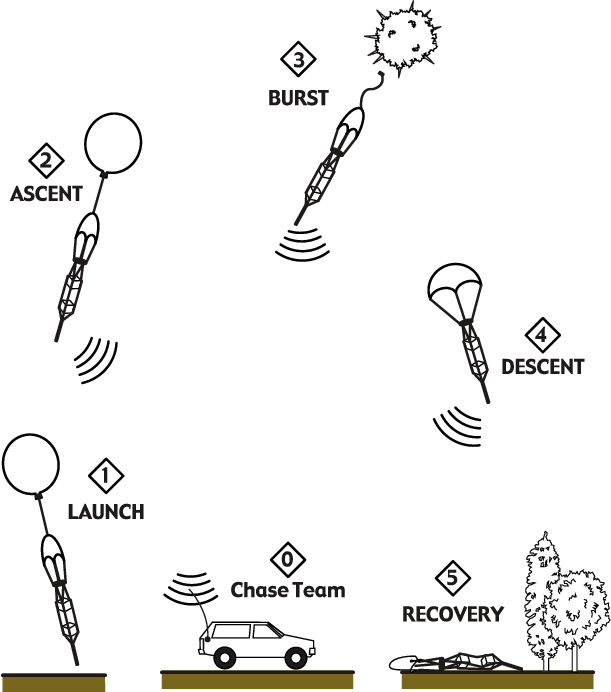 3
BURST
2
ASCENT
4
DESCENT
1
LAUNCH
0
Chase Team
5
RECOVERY